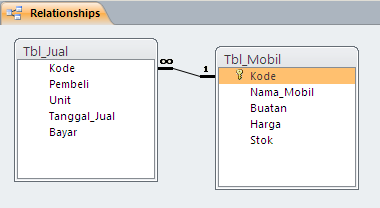 Relationships
Tbl_Jual
Kode
Pembeli
Unit
Tanggal_Jual
Bayar
∞
1
Tbl_Mobil
Kode
Nama_Mobil
Buatan
Harga
Stok